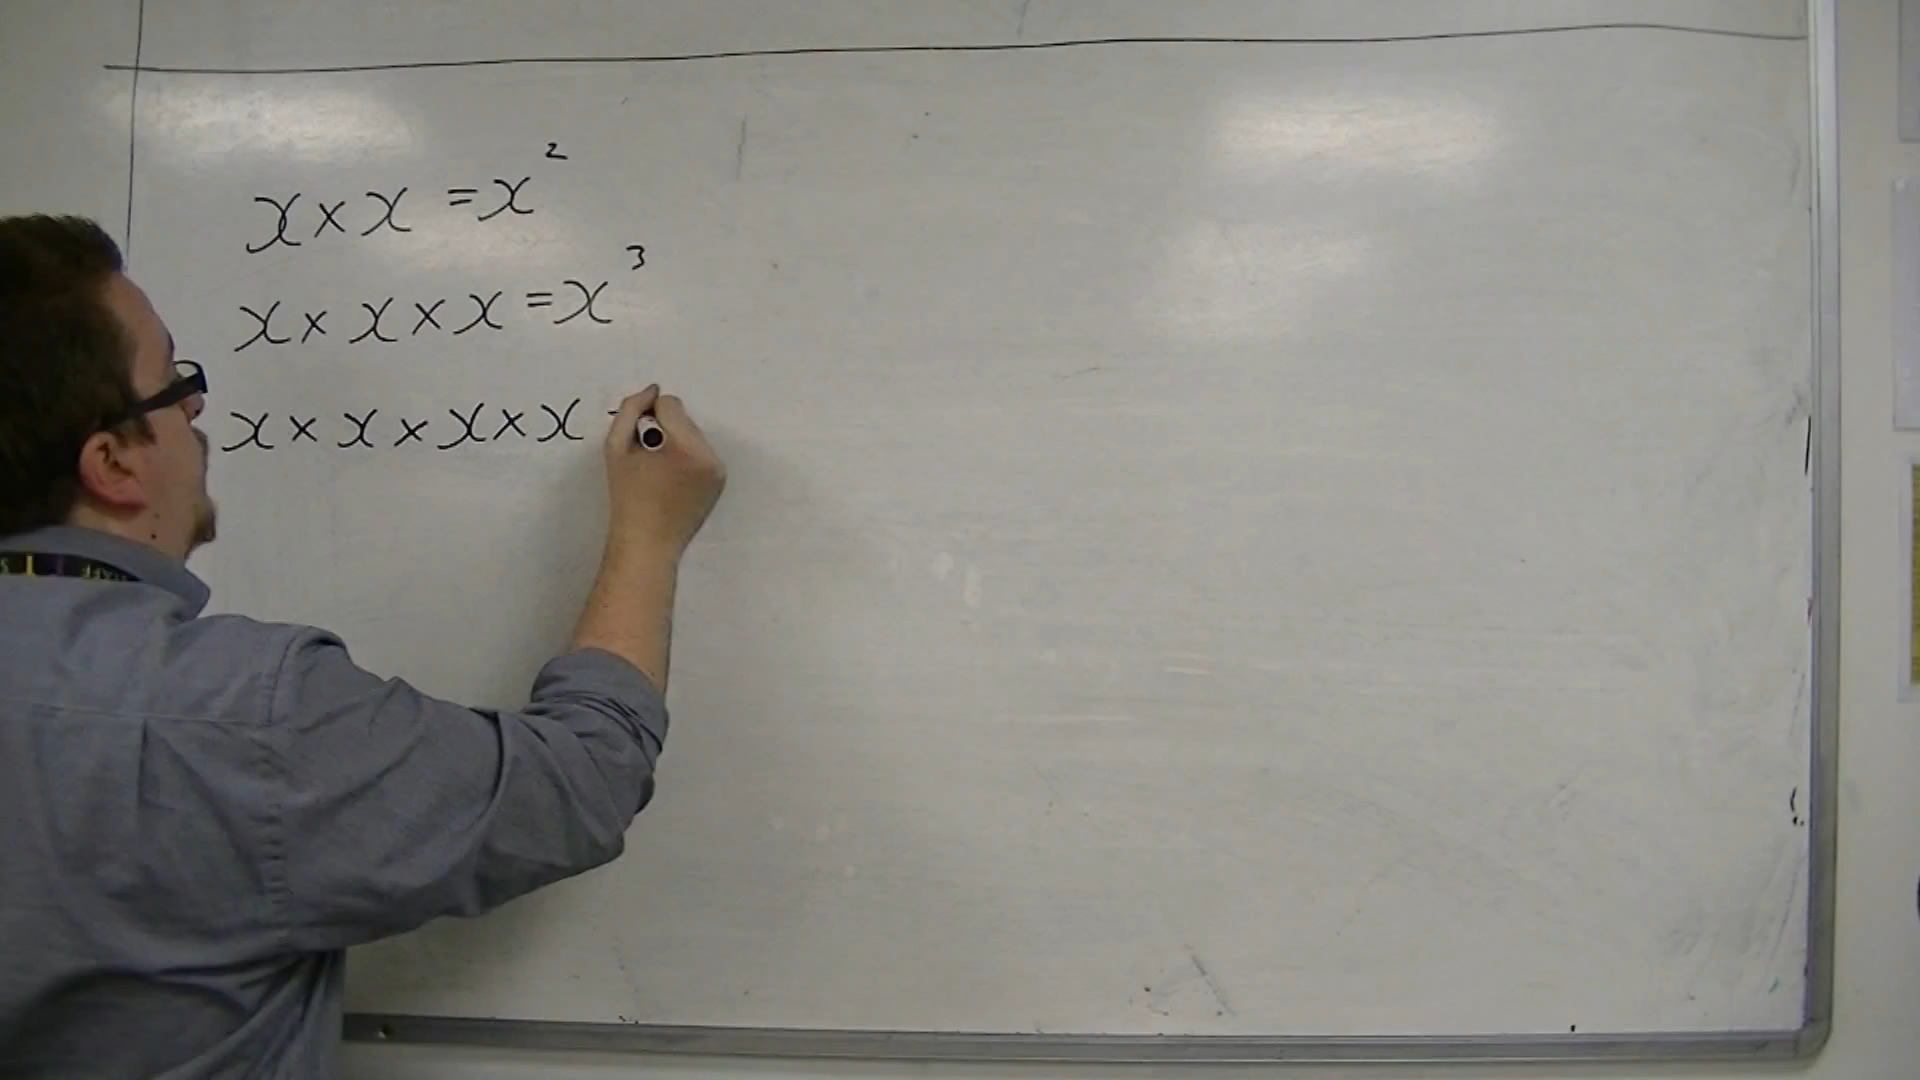 x × x = x²
x × x × x = x³
x × x × x × x